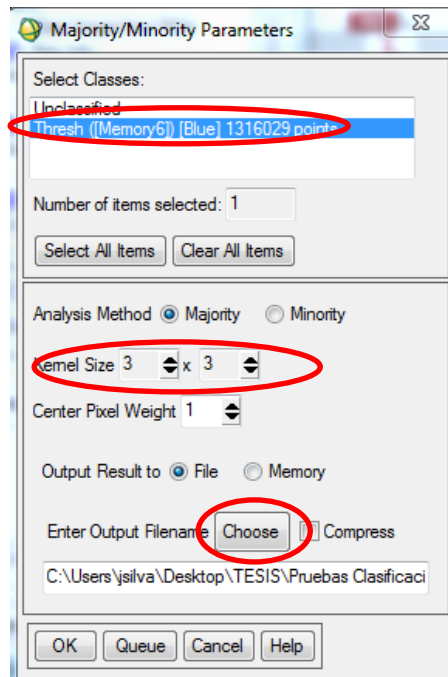 Majority/Minority Parameters
Select Classes:
Unclassified
Thresh ([Memory6]) [Blue] 1316029 points
Number of items selected: 1
Select All Items Clear All Items
Analysis Method Majority Minority
Kernel Size 3 x 3
Center Pixel Weight 1
Output Result to File Memory
Enter Output Filename Choose Compress
C:\Users\jsilva\Desktop\TESIS\Pruebas Clasificaci
OK Queue Cancel Help